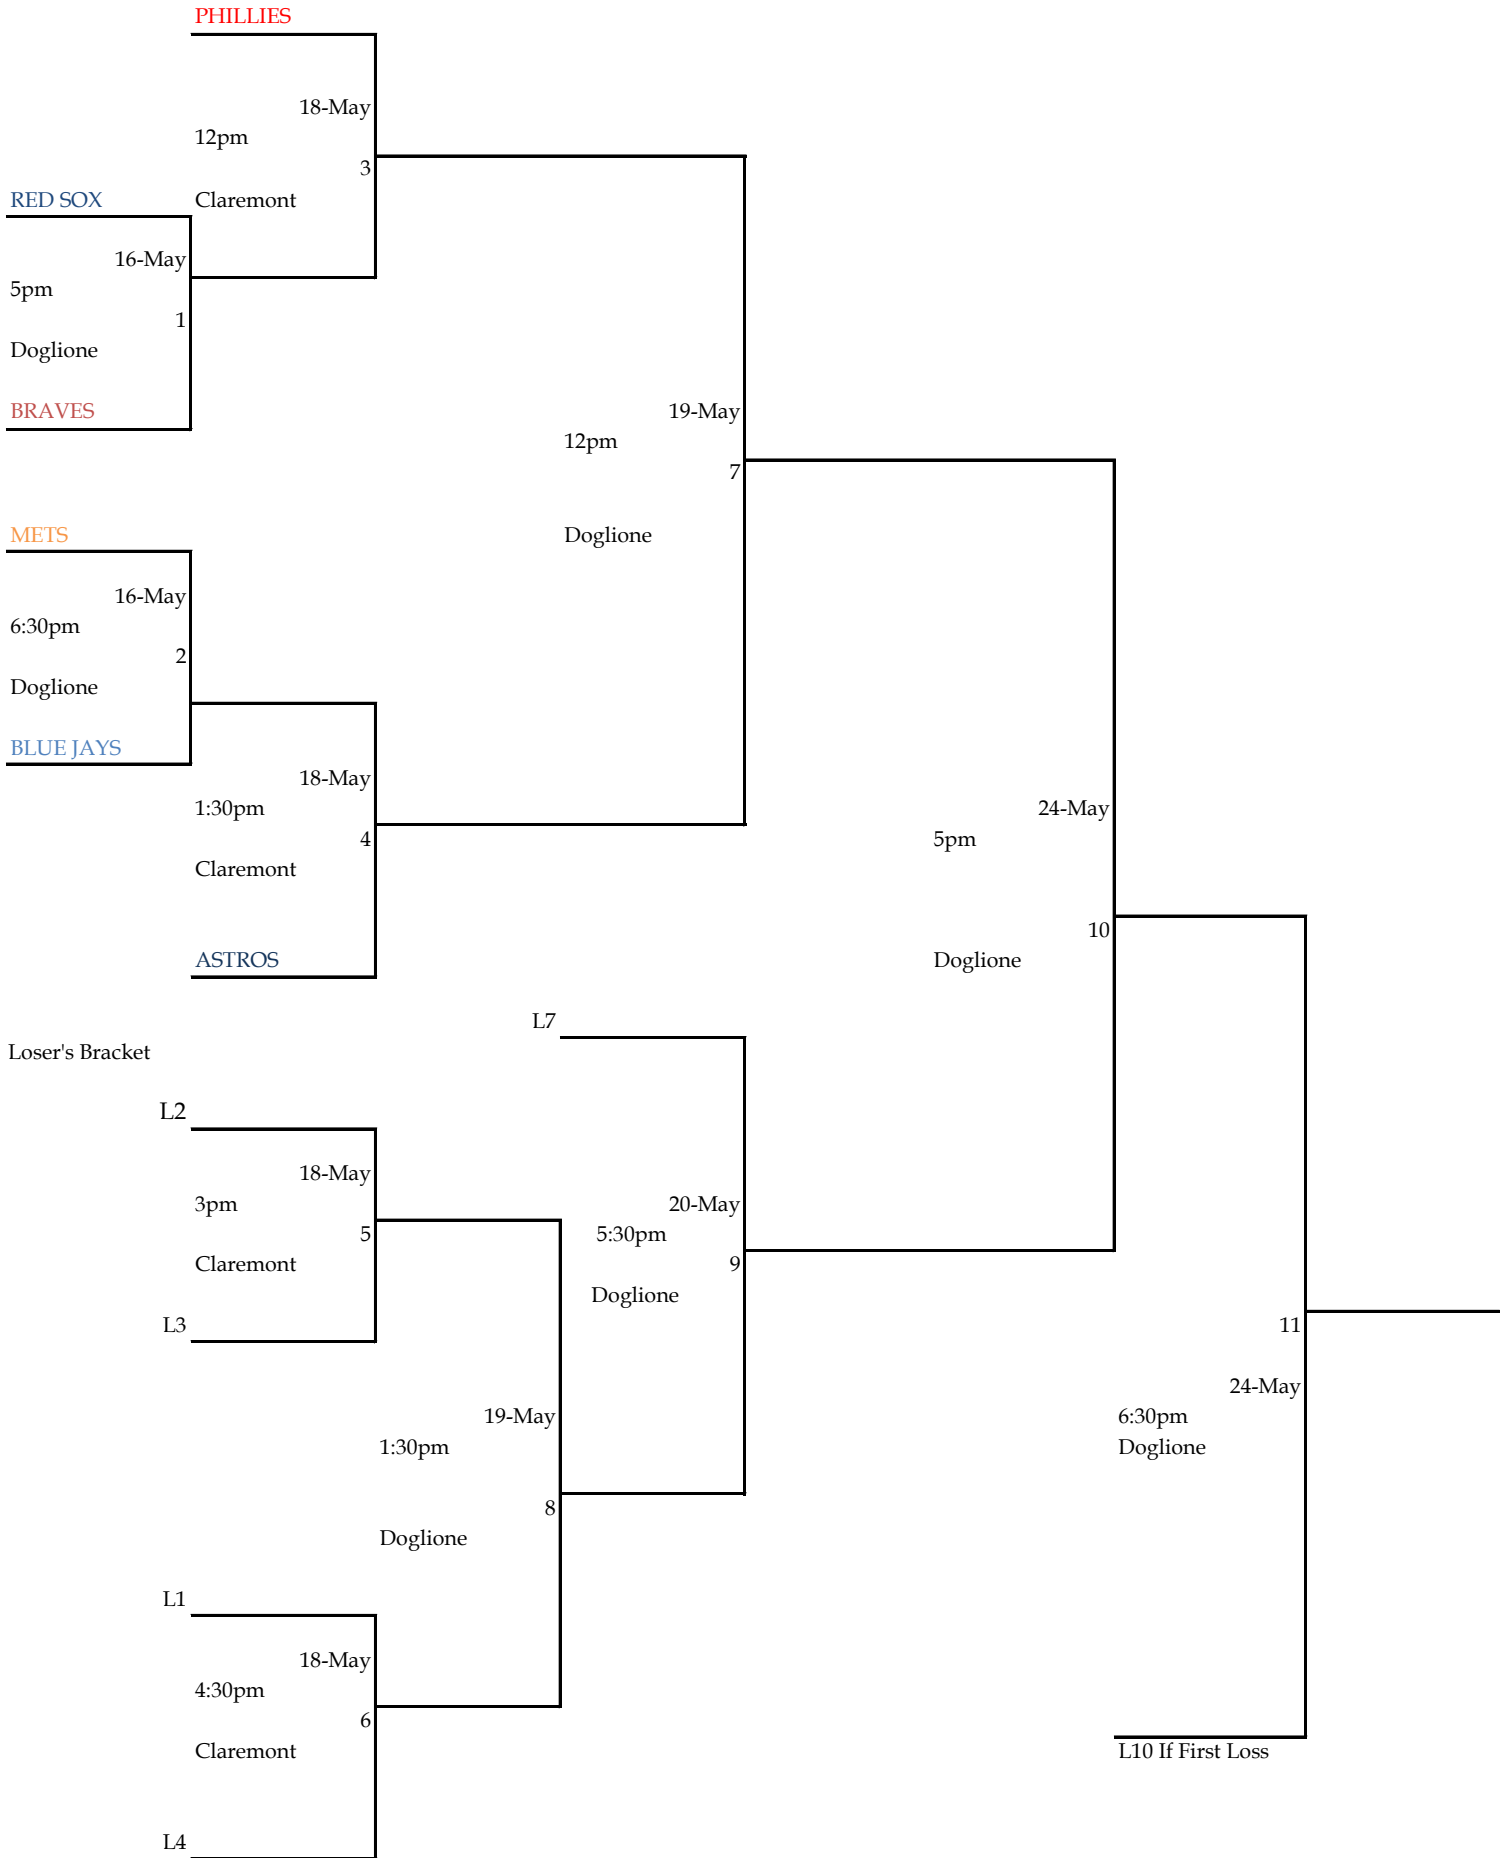 PHILLIES
18-May
12pm
3
RED SOX
Claremont
16-May
5pm
1
Doglione
BRAVES
19-May
12pm
7
METS
Doglione
16-May
6:30pm
2
Doglione
BLUE JAYS
18-May
1:30pm
4
Claremont
24-May
5pm
10
ASTROS
Doglione
L7
Loser's Bracket
L2
18-May
3pm
5
Claremont
L3
20-May
5:30pm
9
Doglione
11
24-May
6:30pm
Doglione
19-May
1:30pm
8
Doglione
L1
18-May
4:30pm
6
Claremont
L10 If First Loss
L4